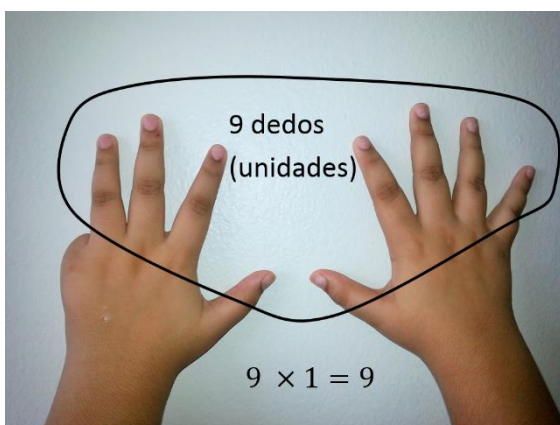 9 dedos
(unidades)
9 × 1 = 9